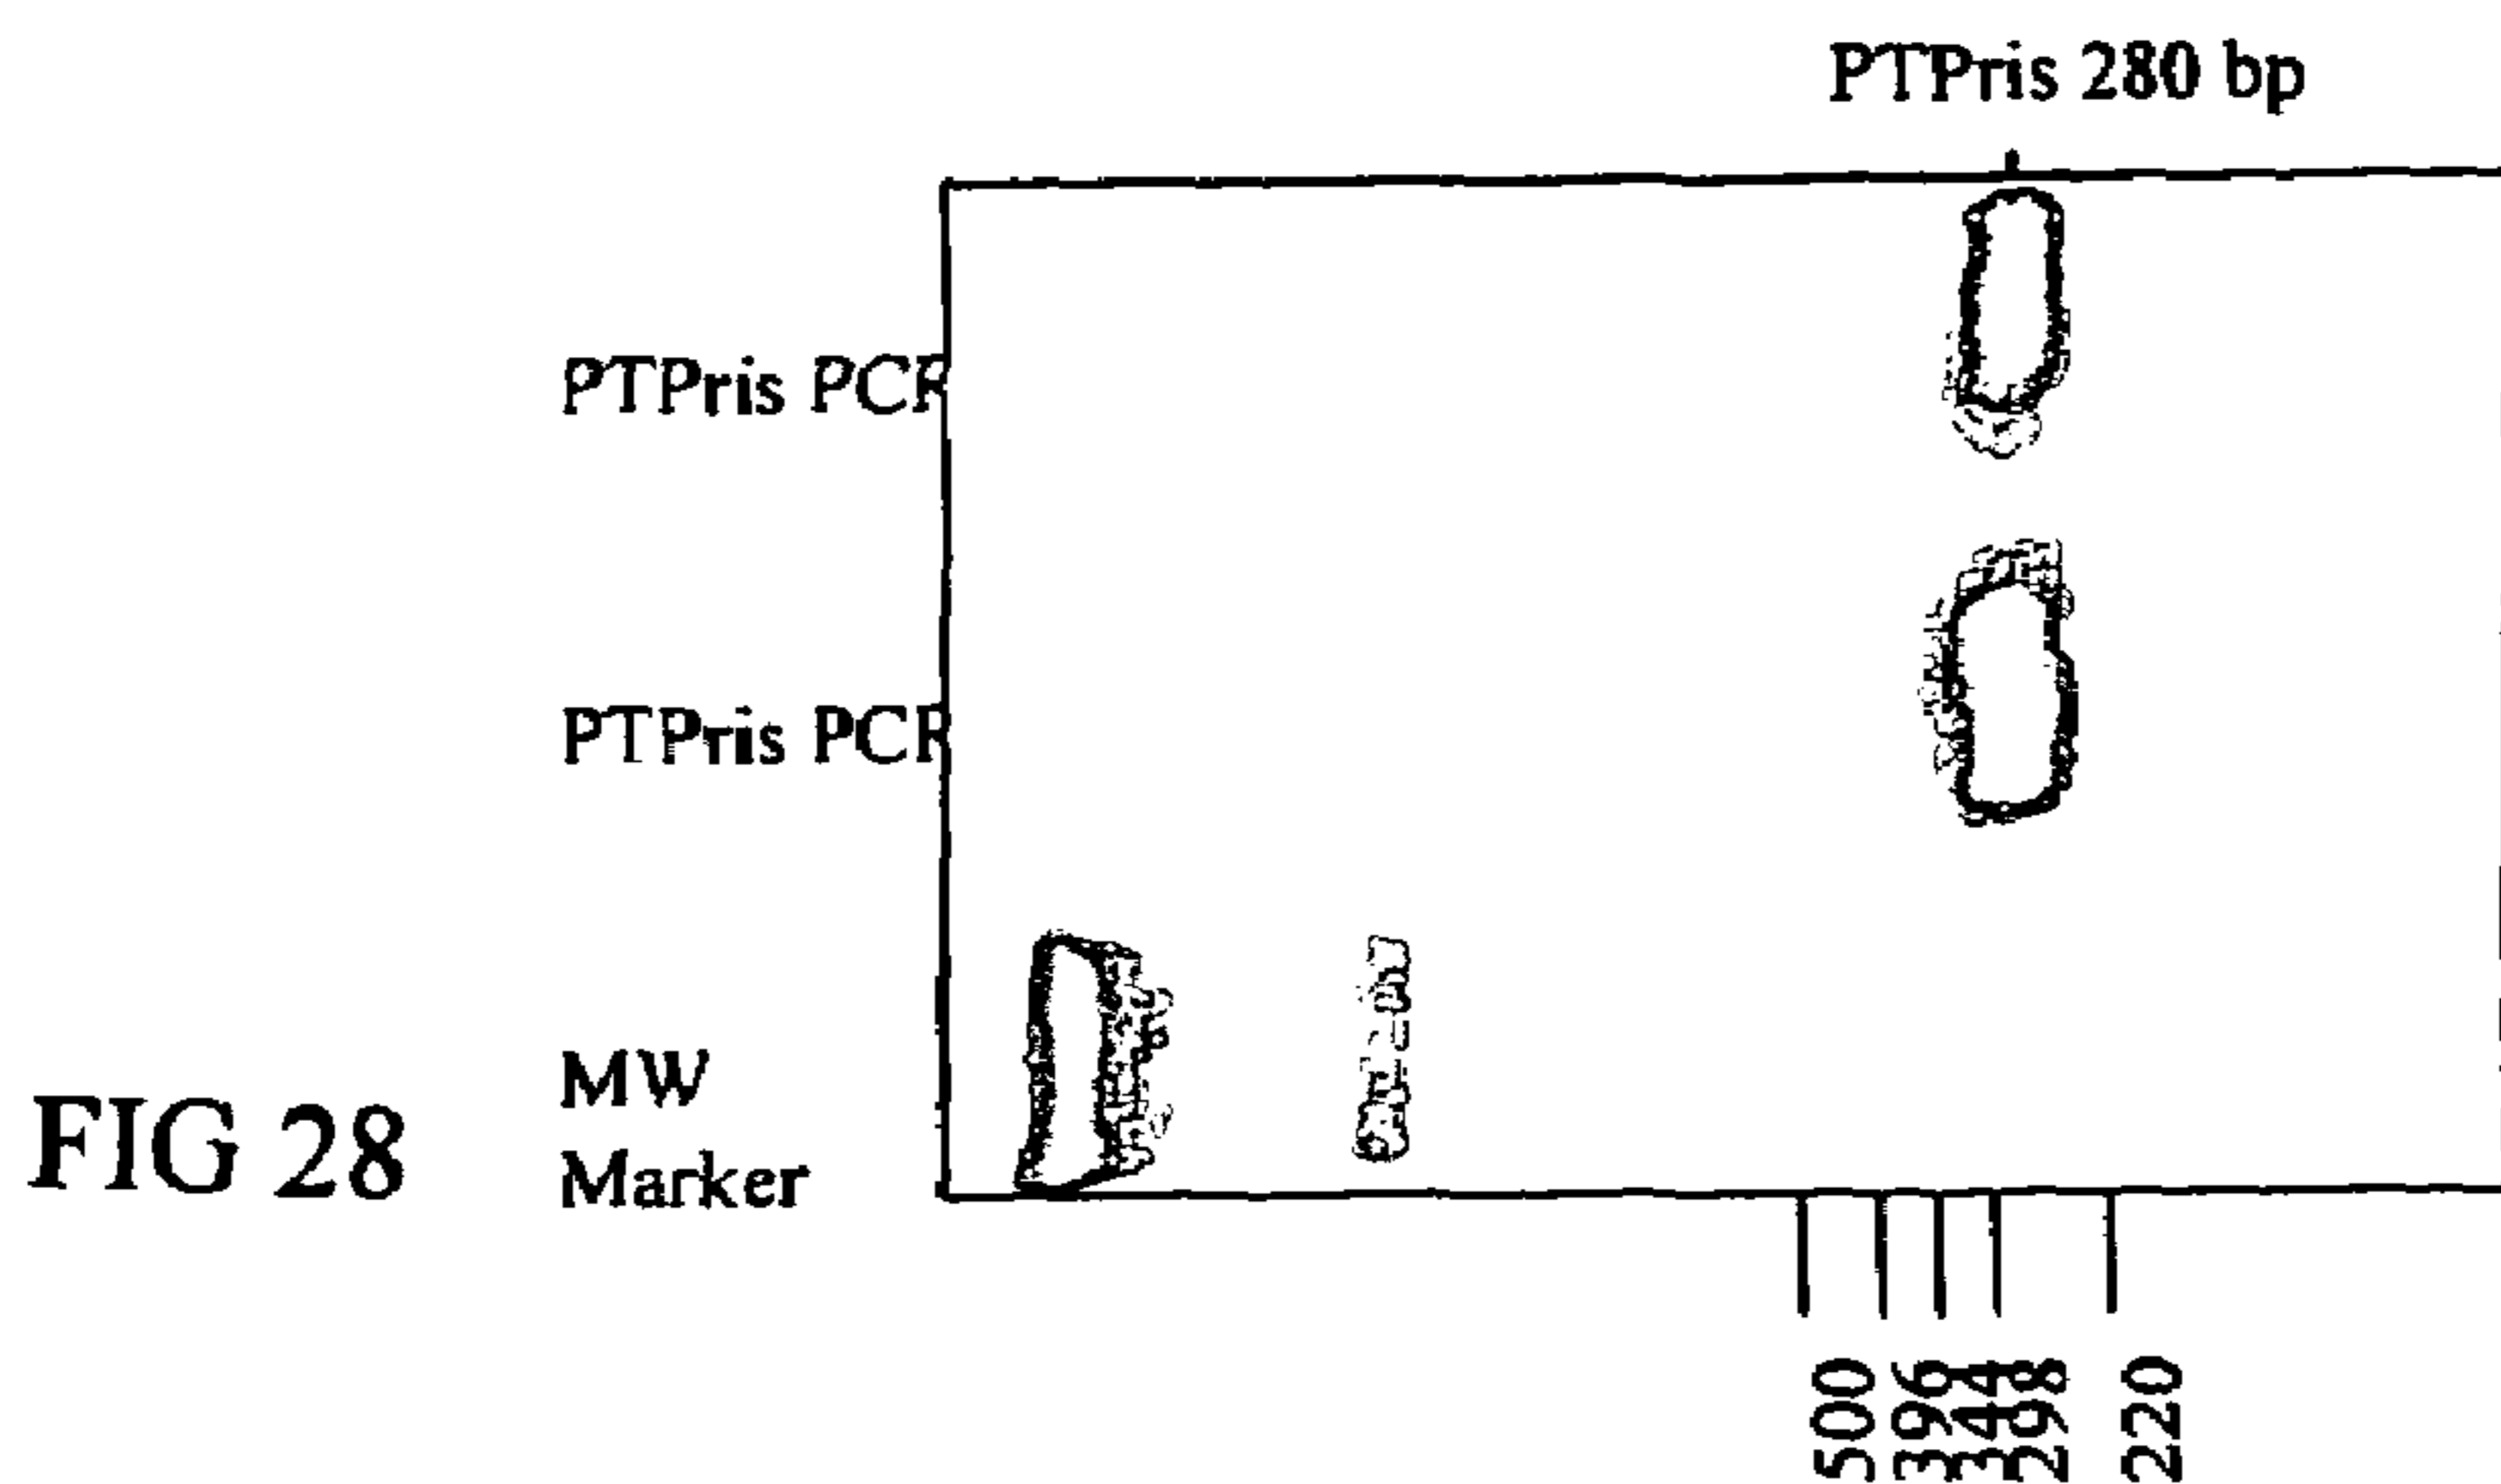 PTPris 280 bp
PTPris PCR
PTPris PCR
MW
Marker
FIG 28
500
396
344
298
220